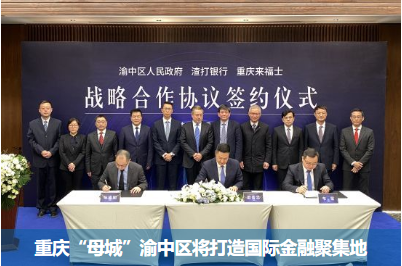 渝中区人民政府 渣打银行 重庆来福士
战略合作协议签约仪式
重庆“母城”渝中区将打造国际金融聚集地